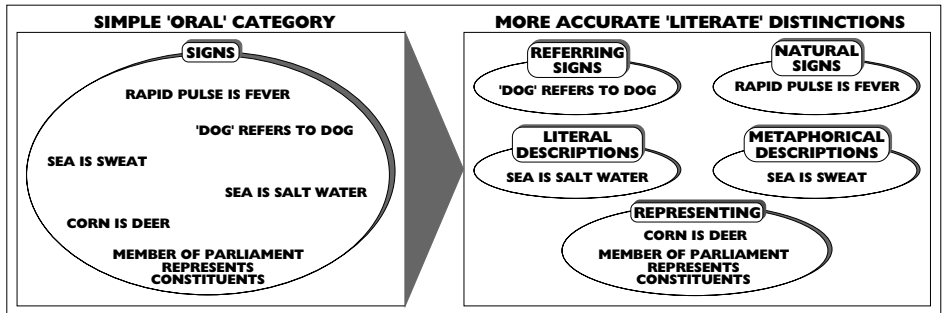 SIMPLE 'ORAL' CATEGORY
SIGNS
RAPID PULSE IS FEVER
'DOG' REFERS TO DOG
SEA IS SWEAT
SEA IS SALT WATER
CORN IS DEER
MEMBER OF PARLIAMENT
REPRESENTS
CONSTITUENTS
MORE ACCURATE 'LITERATE' DISTINCTIONS
REFERRING
SIGNS
'DOG' REFERS TO DOG
NATURAL
SIGNS
RAPID PULSE IS FEVER
LITERAL
DESCRIPTIONS
SEA IS SALT WATER
METAPHORICAL
DESCRIPTIONS
SEA IS SWEAT
REPRESENTING
CORN IS DEER
MEMBER OF PARLIAMENT
REPRESENTS
CONSTITUENTS